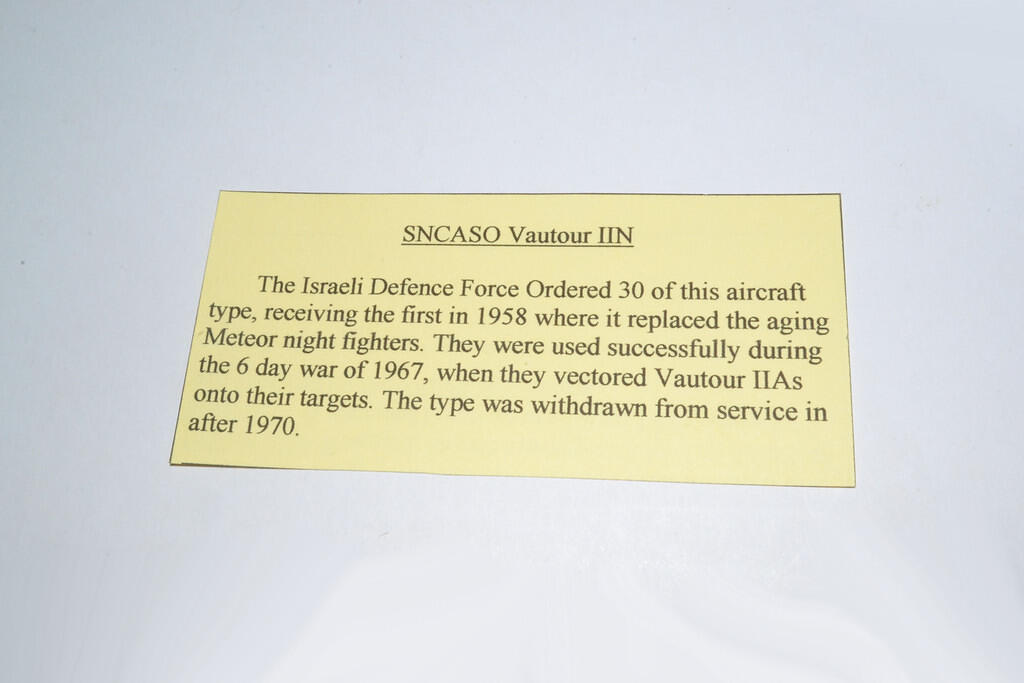 SNCASO Vautour IIN
The Israeli Defence Force Ordered 30 of this aircraft
type, receiving the first in 1958 where it replaced the aging
Meteor night fighters. They were used successfully during
the 6 day war of 1967, when they vectored Vautour IIAs
onto their targets. The type was withdrawn from service in
after 1970.